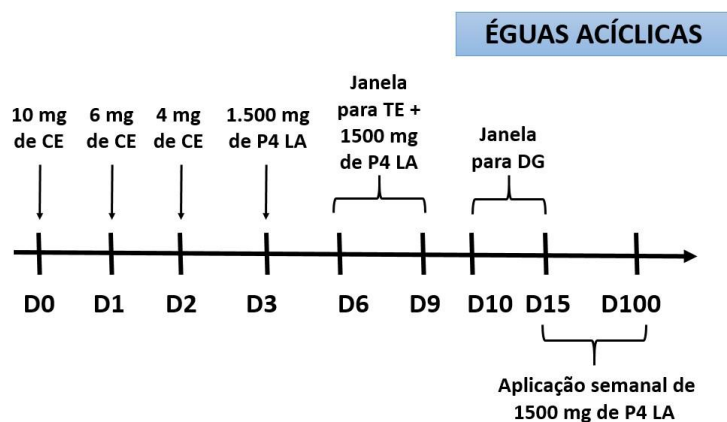 ÉGUAS ACÍCLICAS
10 mg
de CE
6 mg
de CE
4 mg
de CE
1.500 mg
de P4 LA
Janela
para TE +
1500 mg
de P4 LA
Janela
para DG
D0
D1
D2
D3
D6
D9
D10
D15
D100
Aplicação semanal de
1500 mg de P4 LA